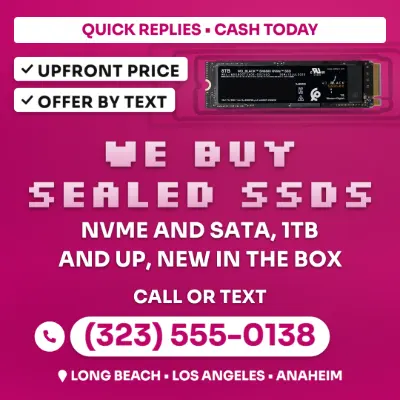 QUICK REPLIES ▪ CASH TODAY
✓ UPFRONT PRICE
✓ OFFER BY TEXT
8TB
WE BUY
SEALED SSDS
NVME AND SATA, 1TB
AND UP, NEW IN THE BOX
CALL OR TEXT
(323) 555-0138
LONG BEACH ▪ LOS ANGELES ▪ ANAHEIM